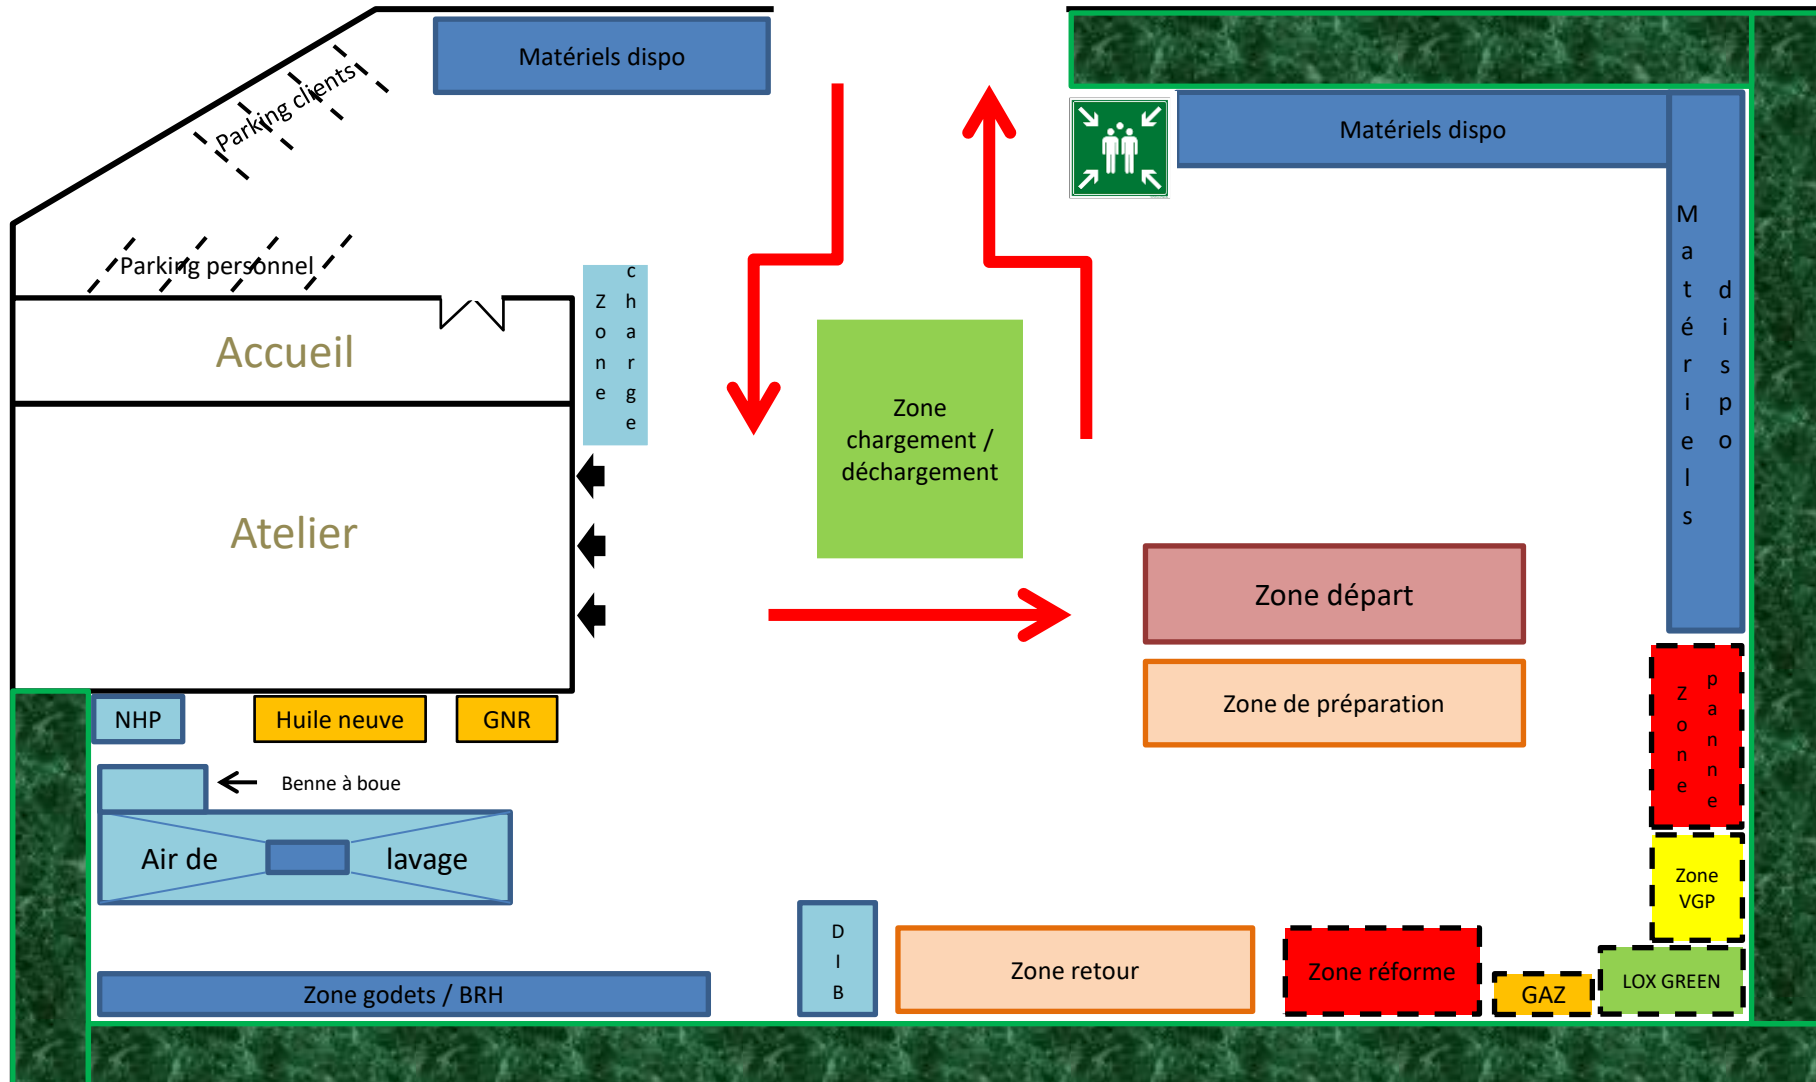 Matériels dispo
Parking clients
Matériels dispo
Matériels dispo
Parking personnel
Zone charge
Accueil
Zone
chargement /
déchargement
Atelier
Zone départ
Zone de préparation
Zone panne
NHP
Huile neuve
GNR
Benne à boue
Air de lavage
Zone
VGP
DIB
Zone retour
Zone réforme
GAZ
LOX GREEN
Zone godets / BRH